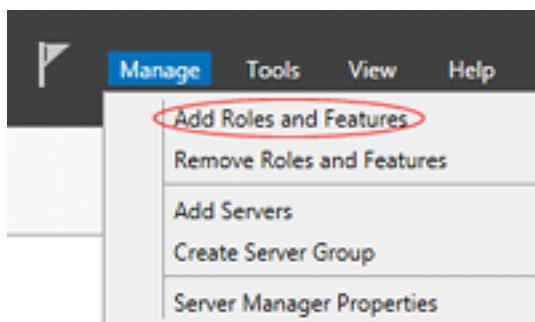 Manage Tools View Help
Add Roles and Features
Remove Roles and Features
Add Servers
Create Server Group
Server Manager Properties